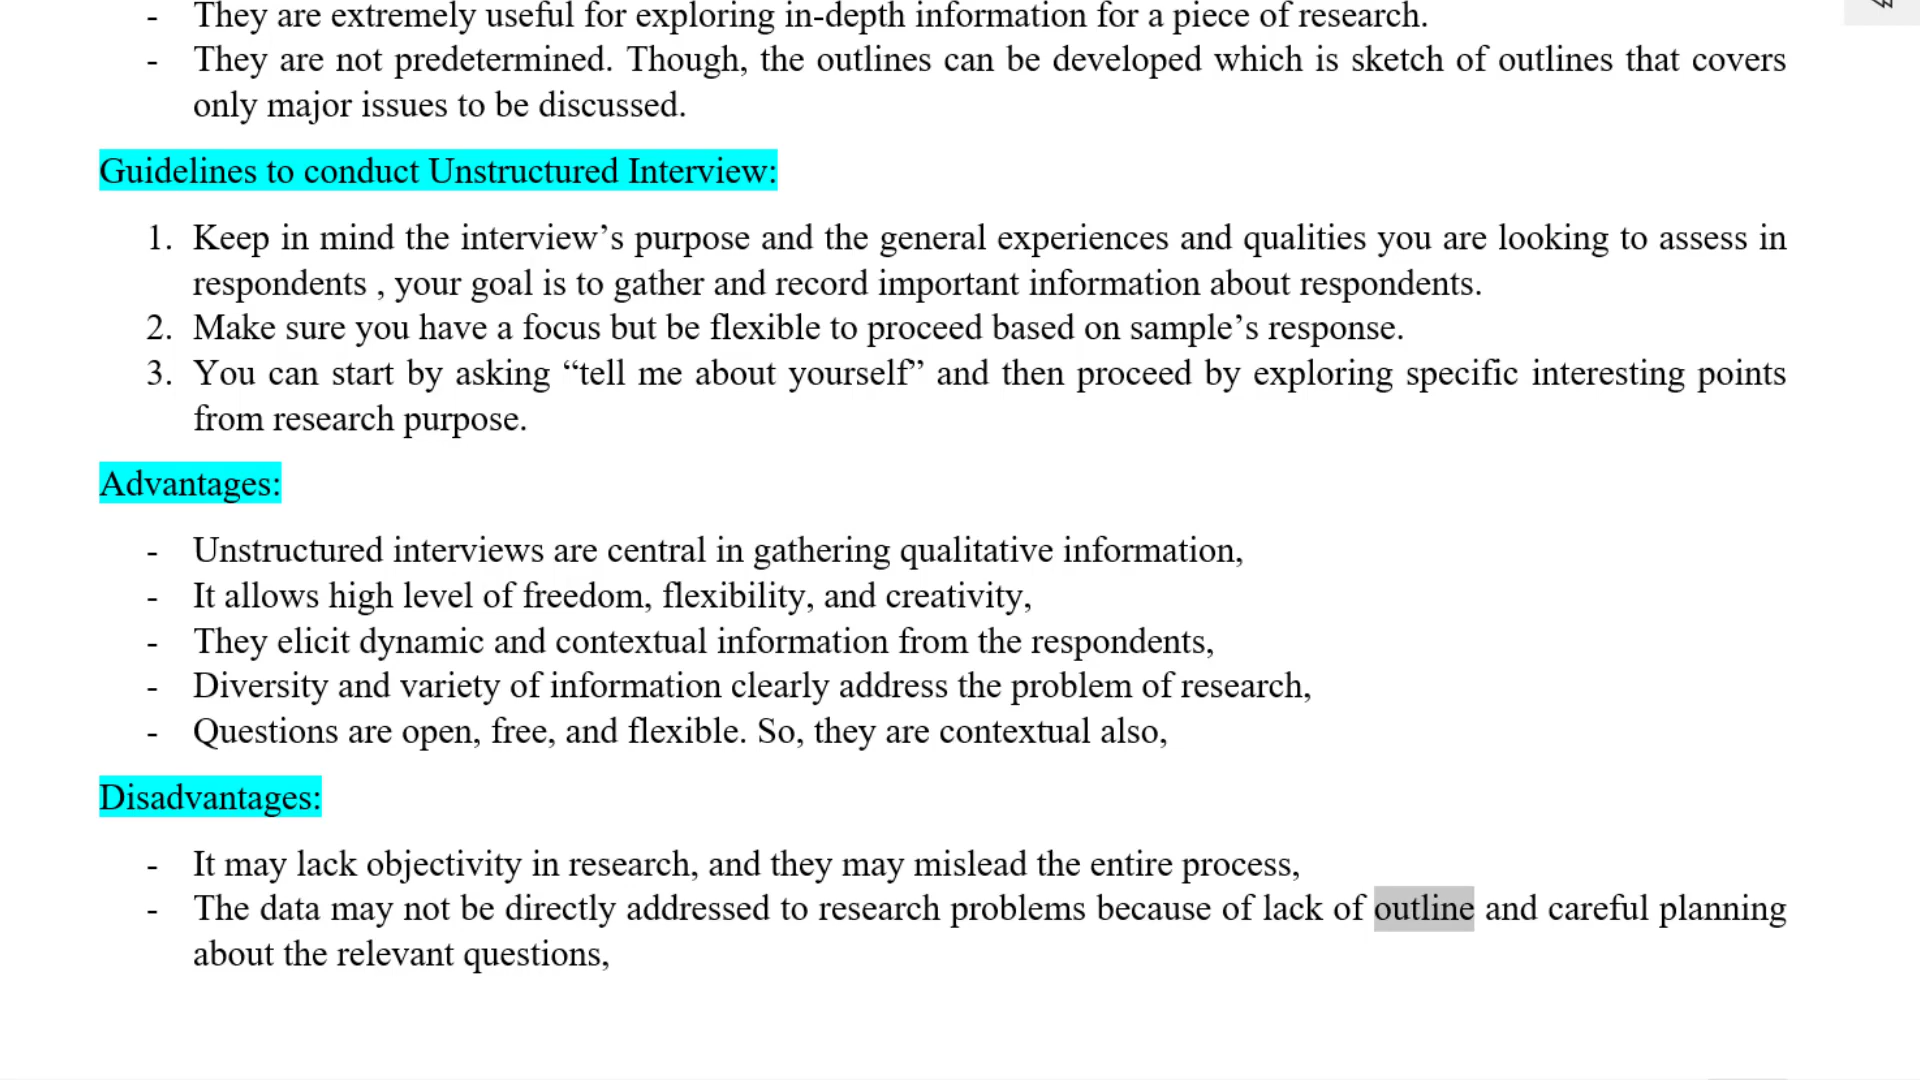 - They are extremely useful for exploring in-depth information for a piece of research.
- They are not predetermined. Though, the outlines can be developed which is sketch of outlines that covers
only major issues to be discussed.
Guidelines to conduct Unstructured Interview:
1. Keep in mind the interview’s purpose and the general experiences and qualities you are looking to assess in
respondents , your goal is to gather and record important information about respondents.
2. Make sure you have a focus but be flexible to proceed based on sample’s response.
3. You can start by asking “tell me about yourself” and then proceed by exploring specific interesting points
from research purpose.
Advantages:
- Unstructured interviews are central in gathering qualitative information,
- It allows high level of freedom, flexibility, and creativity,
- They elicit dynamic and contextual information from the respondents,
- Diversity and variety of information clearly address the problem of research,
- Questions are open, free, and flexible. So, they are contextual also,
Disadvantages:
- It may lack objectivity in research, and they may mislead the entire process,
- The data may not be directly addressed to research problems because of lack of outline and careful planning
about the relevant questions,